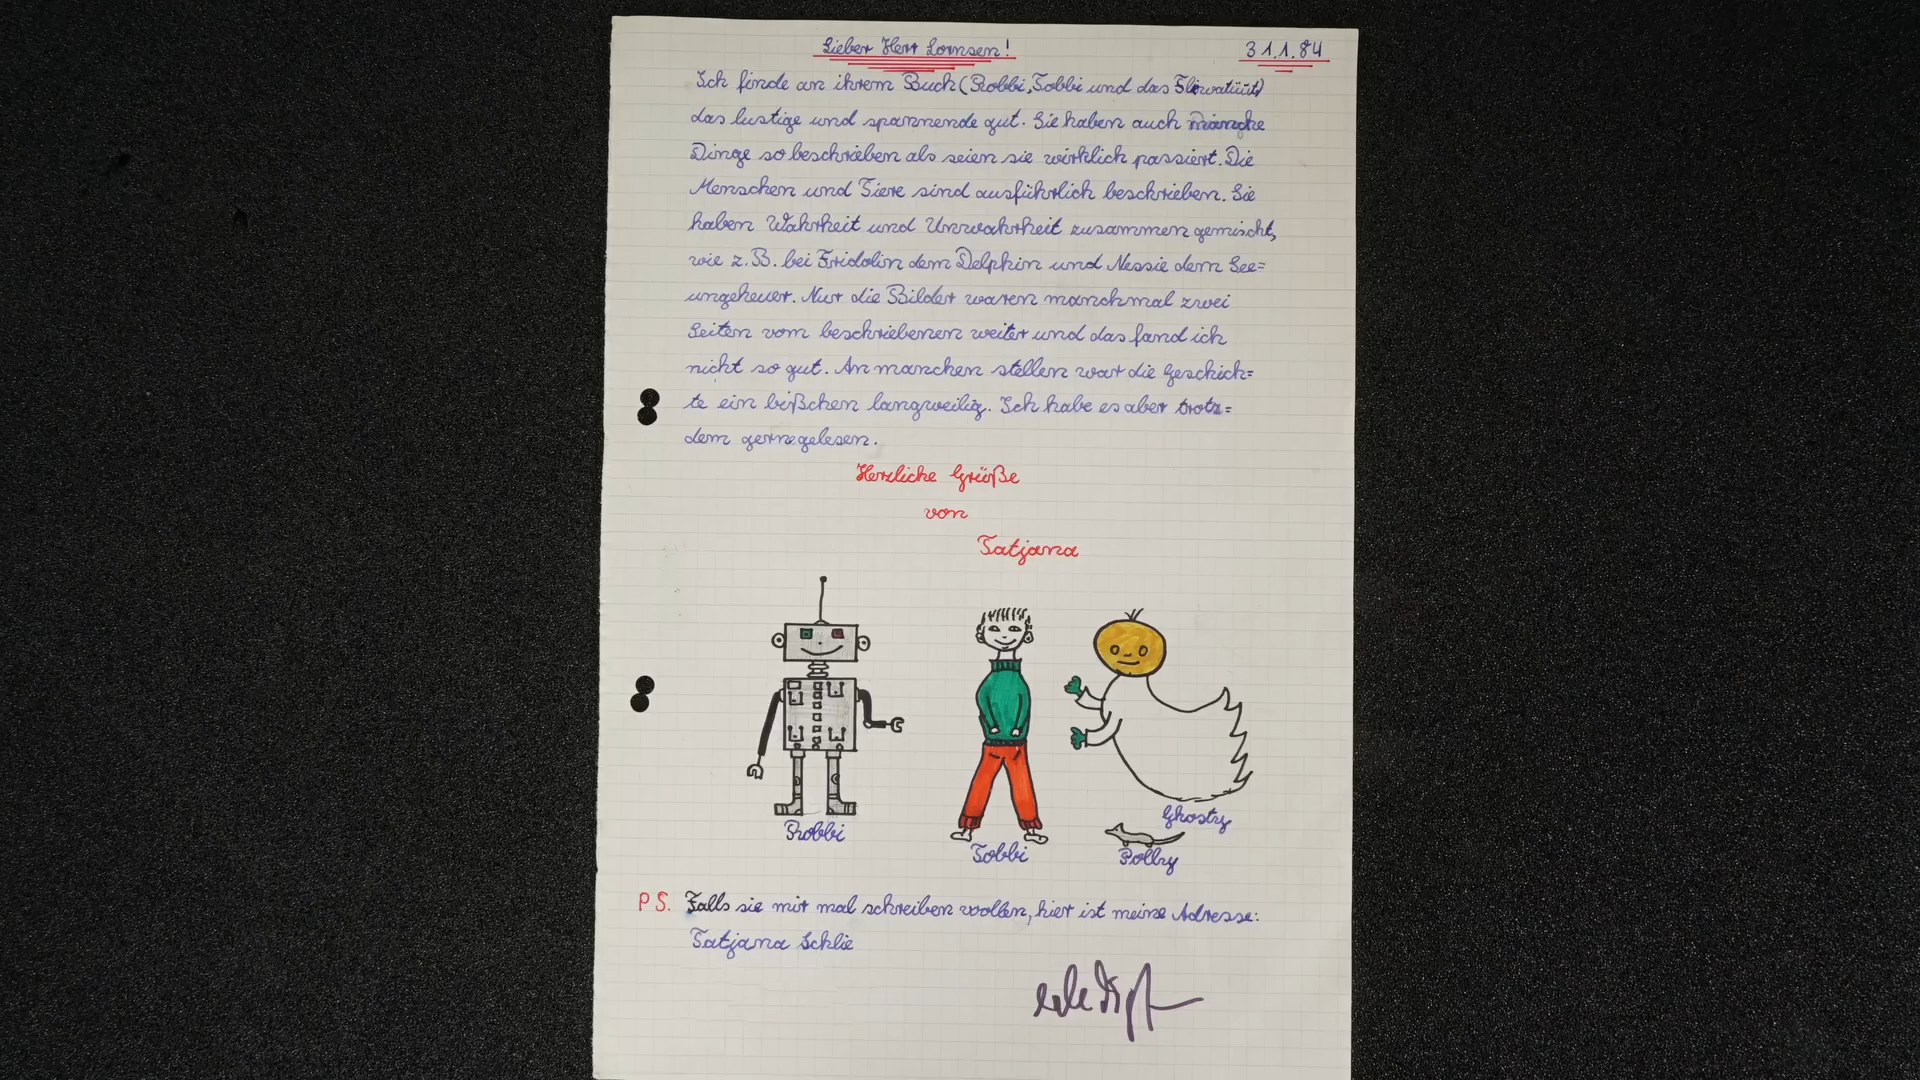 Lieber Herr Lornsen!
31.1.84
Ich finde an ihrem Buch (Robbi, Tobbi und das Fliewatüüt)
das lustige und spannende gut. Sie haben auch manche
Dinge so beschrieben als seien sie wirklich passiert. Die
Menschen und Tiere sind ausführlich beschrieben. Sie
haben Wahrheit und Unwahrheit zusammen gemischt,
wie z.B. bei Fridolin dem Delphin und Nessie dem See=
ungeheuer. Nur die Bilder waren manchmal zwei
Seiten vom beschriebenen weiter und das fand ich
nicht so gut. An manchen stellen war die Geschich=
te ein bißchen langweilig. Ich habe es aber trotz=
dem gerne gelesen.
Herzliche Grüße
von
Tatjana
Ghosty
Robbi
Tobbi
Polly
PS. Falls sie mir mal schreiben wollen, hier ist meine Adresse:
Tatjana Schlie